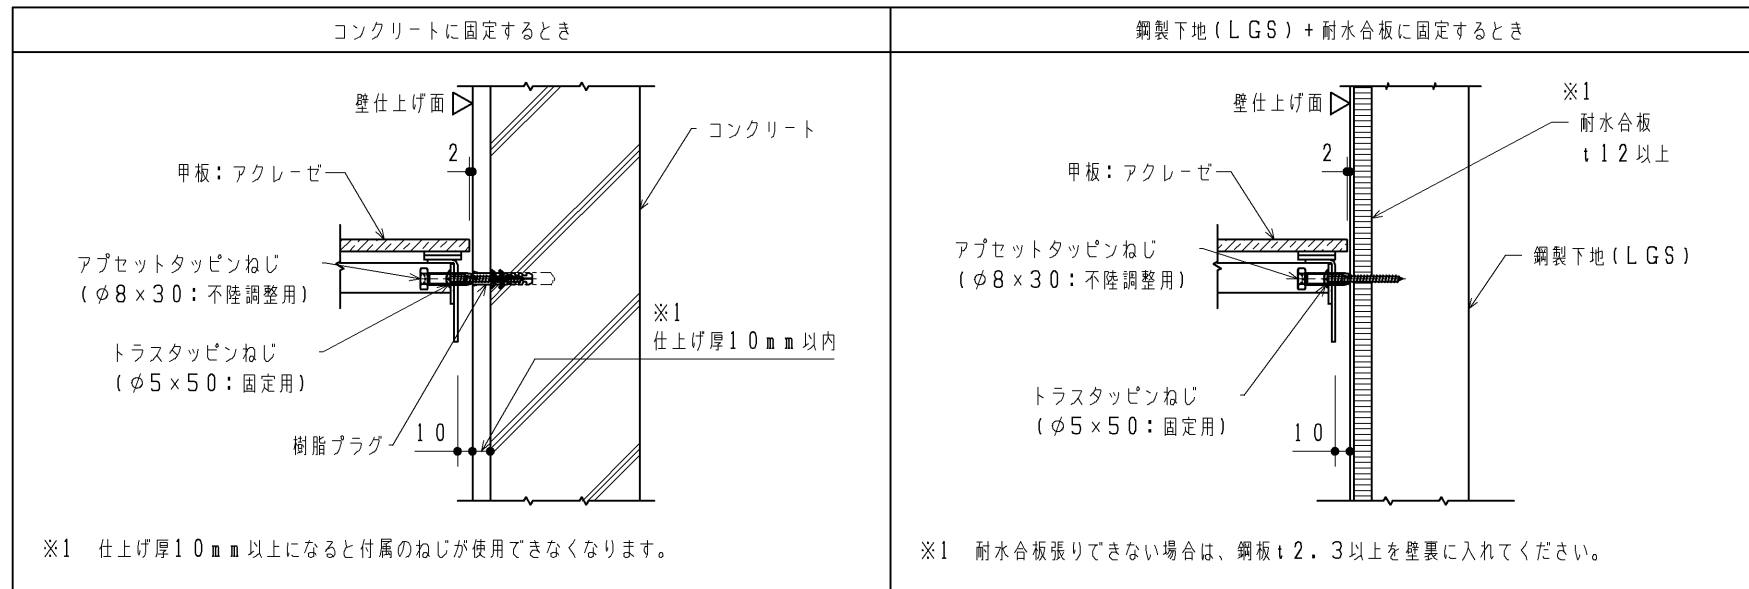 コンクリートに固定するとき
壁仕上げ面
コンクリート
2
甲板:アクレーゼ
アプセットタッピンねじ
(φ8×30:不陸調整用)
※1
仕上げ厚10mm以内
トラスタッピンねじ
(φ5×50:固定用)
樹脂プラグ
10
※1 仕上げ厚10mm以上になると付属のねじが使用できなくなります。
鋼製下地(LGS)+耐水合板に固定するとき
壁仕上げ面
※1
耐水合板
t12以上
2
甲板:アクレーゼ
アプセットタッピンねじ
(φ8×30:不陸調整用)
鋼製下地(LGS)
トラスタッピンねじ
(φ5×50:固定用)
10
※1 耐水合板張りできない場合は、鋼板t2.3以上を壁裏に入れてください。